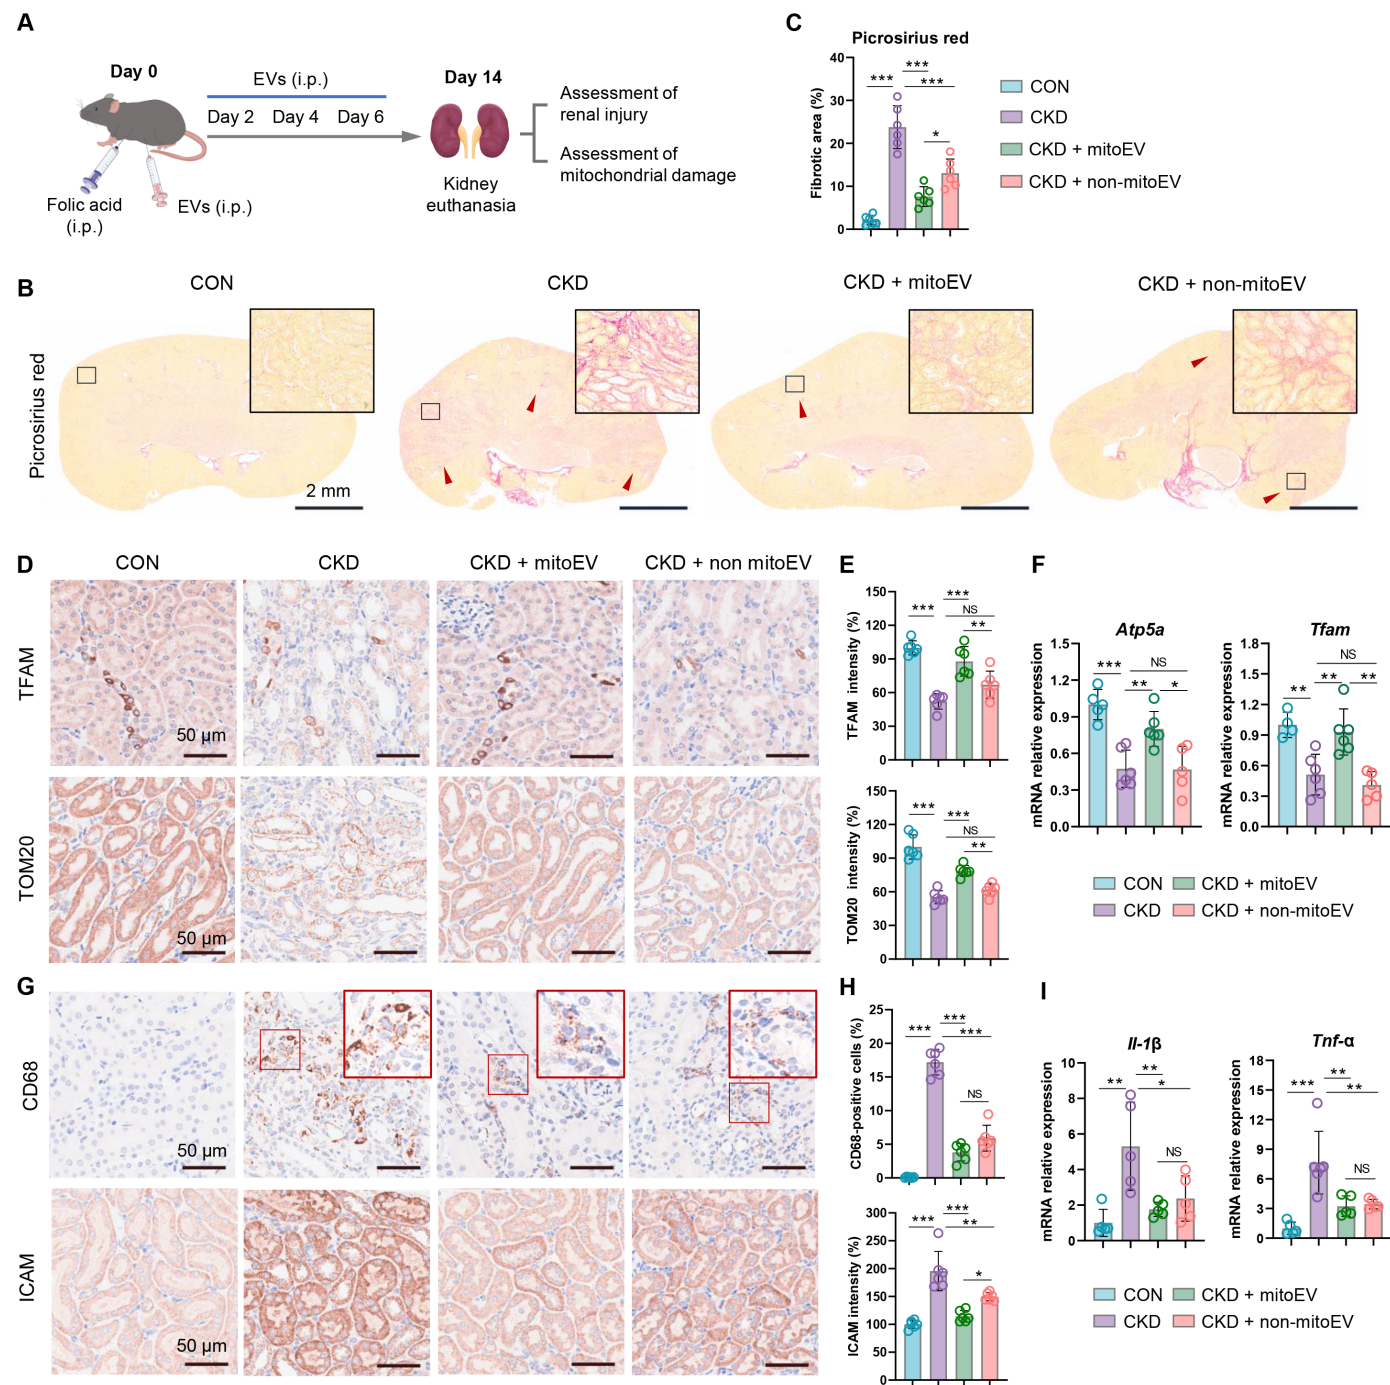 A
Day 0
EVs (i.p.)
Day 2 Day 4 Day 6
Folic acid
(i.p.)
EVs (i.p.)
Day 14
Kidney
euthanasia
Assessment of
renal injury
Assessment of
mitochondrial damage
C
Picrosirius red
Fibrotic area (%)
40
30
20
10
0
***
***
***
*
CON
CKD
CKD + mitoEV
CKD + non-mitoEV
B
CON CKD CKD + mitoEV CKD + non-mitoEV
Picrosirius red
2 mm
D
CON CKD CKD + mitoEV CKD + non mitoEV
TFAM
50 µm
TOM20
50 µm
E
TFAM intensity (%)
150
120
90
60
30
0
***
***
NS
**
TOM20 intensity (%)
150
120
90
60
30
0
***
***
NS
**
F
Atp5a
mRNA relative expression
1.5
1.2
0.9
0.6
0.3
0.0
***
NS
**
*
Tfam
mRNA relative expression
1.8
1.5
1.2
0.9
0.6
0.3
0.0
NS
**
**
**
CON
CKD
CKD + mitoEV
CKD + non-mitoEV
G
CD68
50 µm
ICAM
50 µm
H
CD68-positive cells (%)
25
20
15
10
5
0
***
***
***
NS
ICAM intensity (%)
300
250
200
150
100
50
0
***
***
**
*
I
Il-1β
mRNA relative expression
10
8
6
4
2
0
**
**
*
NS
Tnf-α
mRNA relative expression
18
15
12
9
6
3
0
***
**
**
NS
CON
CKD
CKD + mitoEV
CKD + non-mitoEV